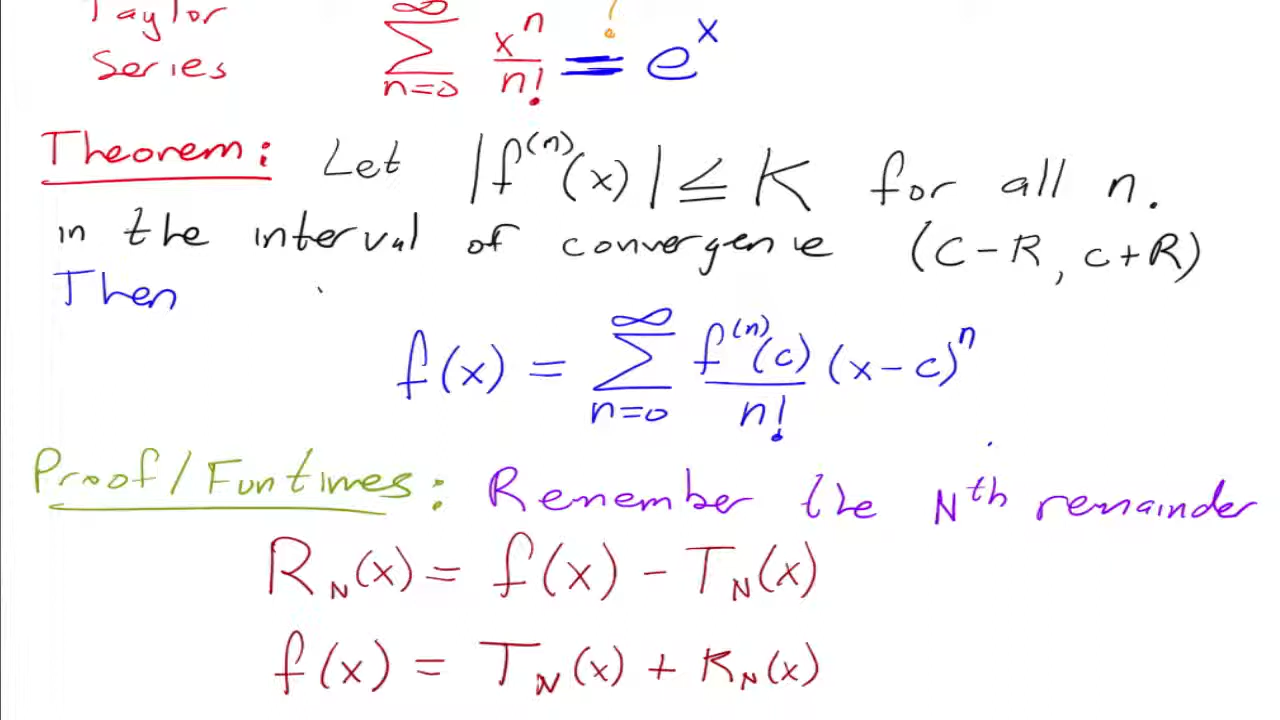 Taylor
Series ∑_{n=0}^{∞} x^n/n! =^? e^x
Theorem: Let |f^{(n)}(x)| ≤ K for all n.
in the interval of convergence (C-R, c+R)
Then
f(x) = ∑_{n=0}^{∞} f^{(n)}(c)/n! (x-c)^n
Proof/Funtimes: Remember the N^{th} remainder
R_N(x) = f(x) - T_N(x)
f(x) = T_N(x) + R_N(x)